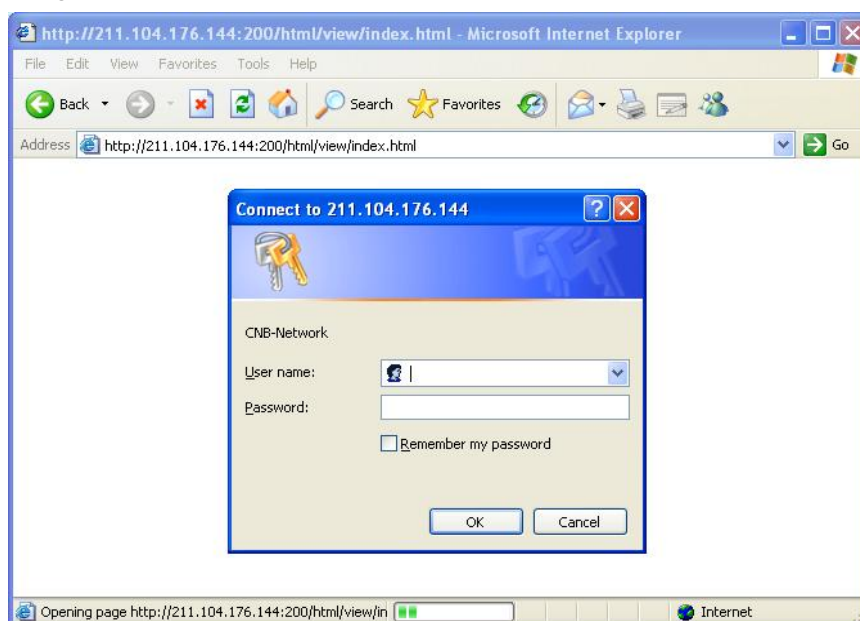 http://211.104.176.144:200/html/view/index.html - Microsoft Internet Explorer
File Edit View Favorites Tools Help
Back Search Favorites
Address http://211.104.176.144:200/html/view/index.html Go
Connect to 211.104.176.144
CNB-Network
User name:
Password:
Remember my password
OK Cancel
Opening page http://211.104.176.144:200/html/view/in Internet